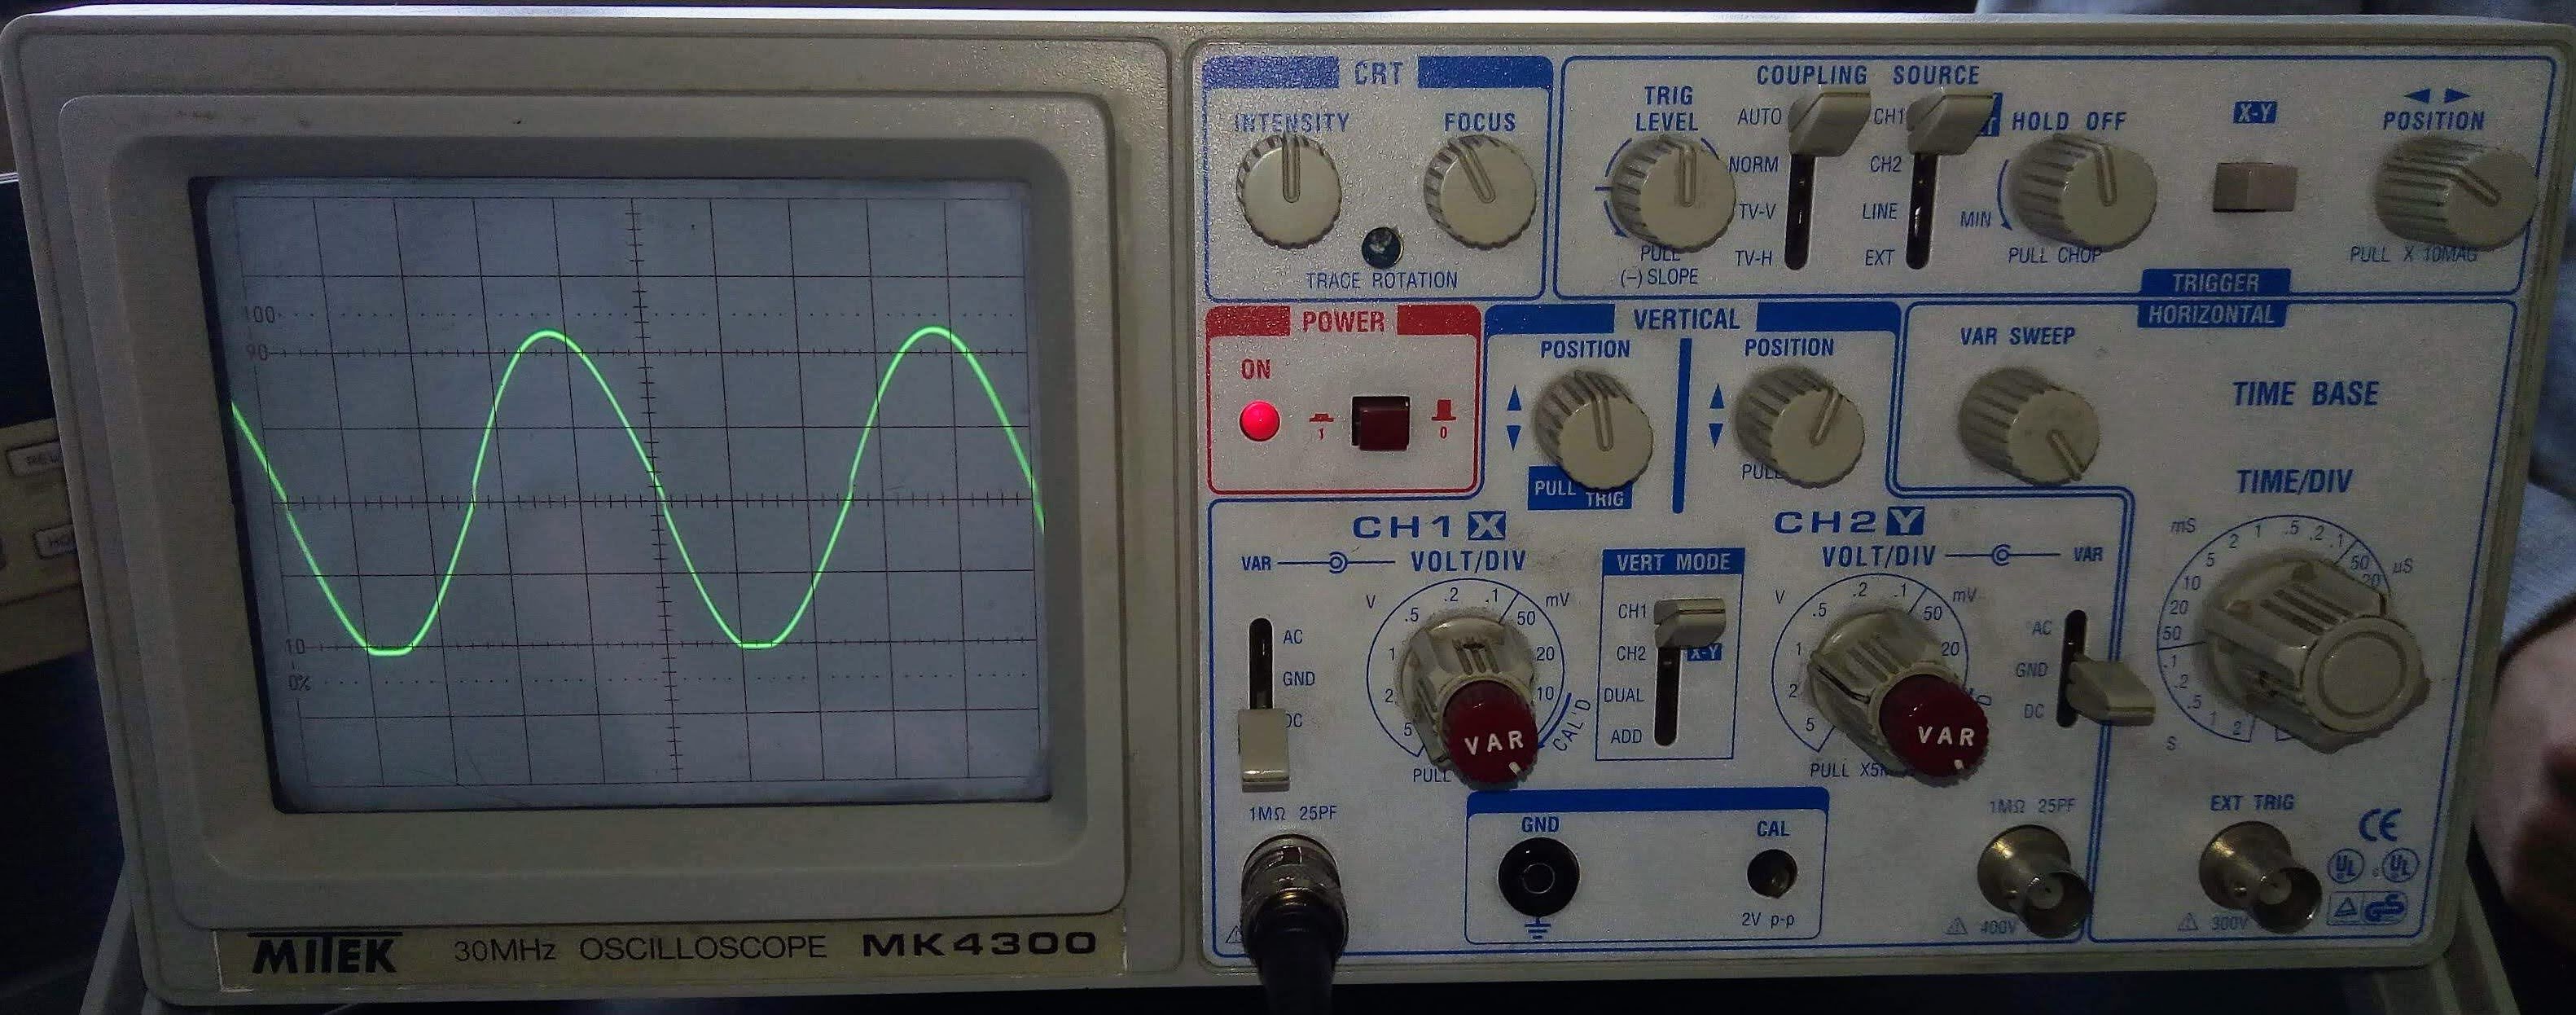 100
90
10
0%
MITEK 30MHz OSCILLOSCOPE MK4300
CRT
INTENSITY FOCUS
TRACE ROTATION
TRIG
LEVEL
PULL
(−) SLOPE
COUPLING SOURCE
AUTO
NORM
TV-V
TV-H
CH1
CH2
LINE
EXT
HOLD OFF
MIN
PULL CHOP
X-Y
◀ ▶
POSITION
PULL X 10MAG
TRIGGER
POWER
ON
1 0
VERTICAL
POSITION POSITION
PULL TRIG
HORIZONTAL
VAR SWEEP
TIME BASE
TIME/DIV
mS
µS
.5 .2 .1
1 50
2 20
5
10
20
50
.1
.2
.5
1
2
S
CH1 X
VAR VOLT/DIV
V .5 .2 .1 mV
50
1 20
2 10
5
CAL'D
VAR
PULL
AC
GND
DC
1MΩ 25PF
VERT MODE
CH1
CH2 X-Y
DUAL
ADD
CH2 Y
VOLT/DIV VAR
V .5 .2 .1 mV
50
1 20
2
5
VAR
PULL
AC
GND
DC
1MΩ 25PF
400V
GND CAL
2V p-p
EXT TRIG
300V
CE
UL UL
GS